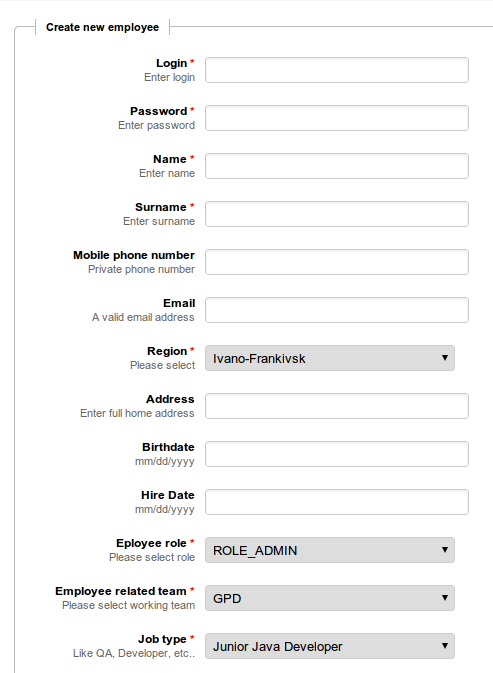 Create new employee
Login *
Enter login
Password *
Enter password
Name *
Enter name
Surname *
Enter surname
Mobile phone number
Private phone number
Email
A valid email address
Region *
Please select
Ivano-Frankivsk
Address
Enter full home address
Birthdate
mm/dd/yyyy
Hire Date
mm/dd/yyyy
Eployee role *
Please select role
ROLE_ADMIN
Employee related team *
Please select working team
GPD
Job type *
Like QA, Developer, etc..
Junior Java Developer